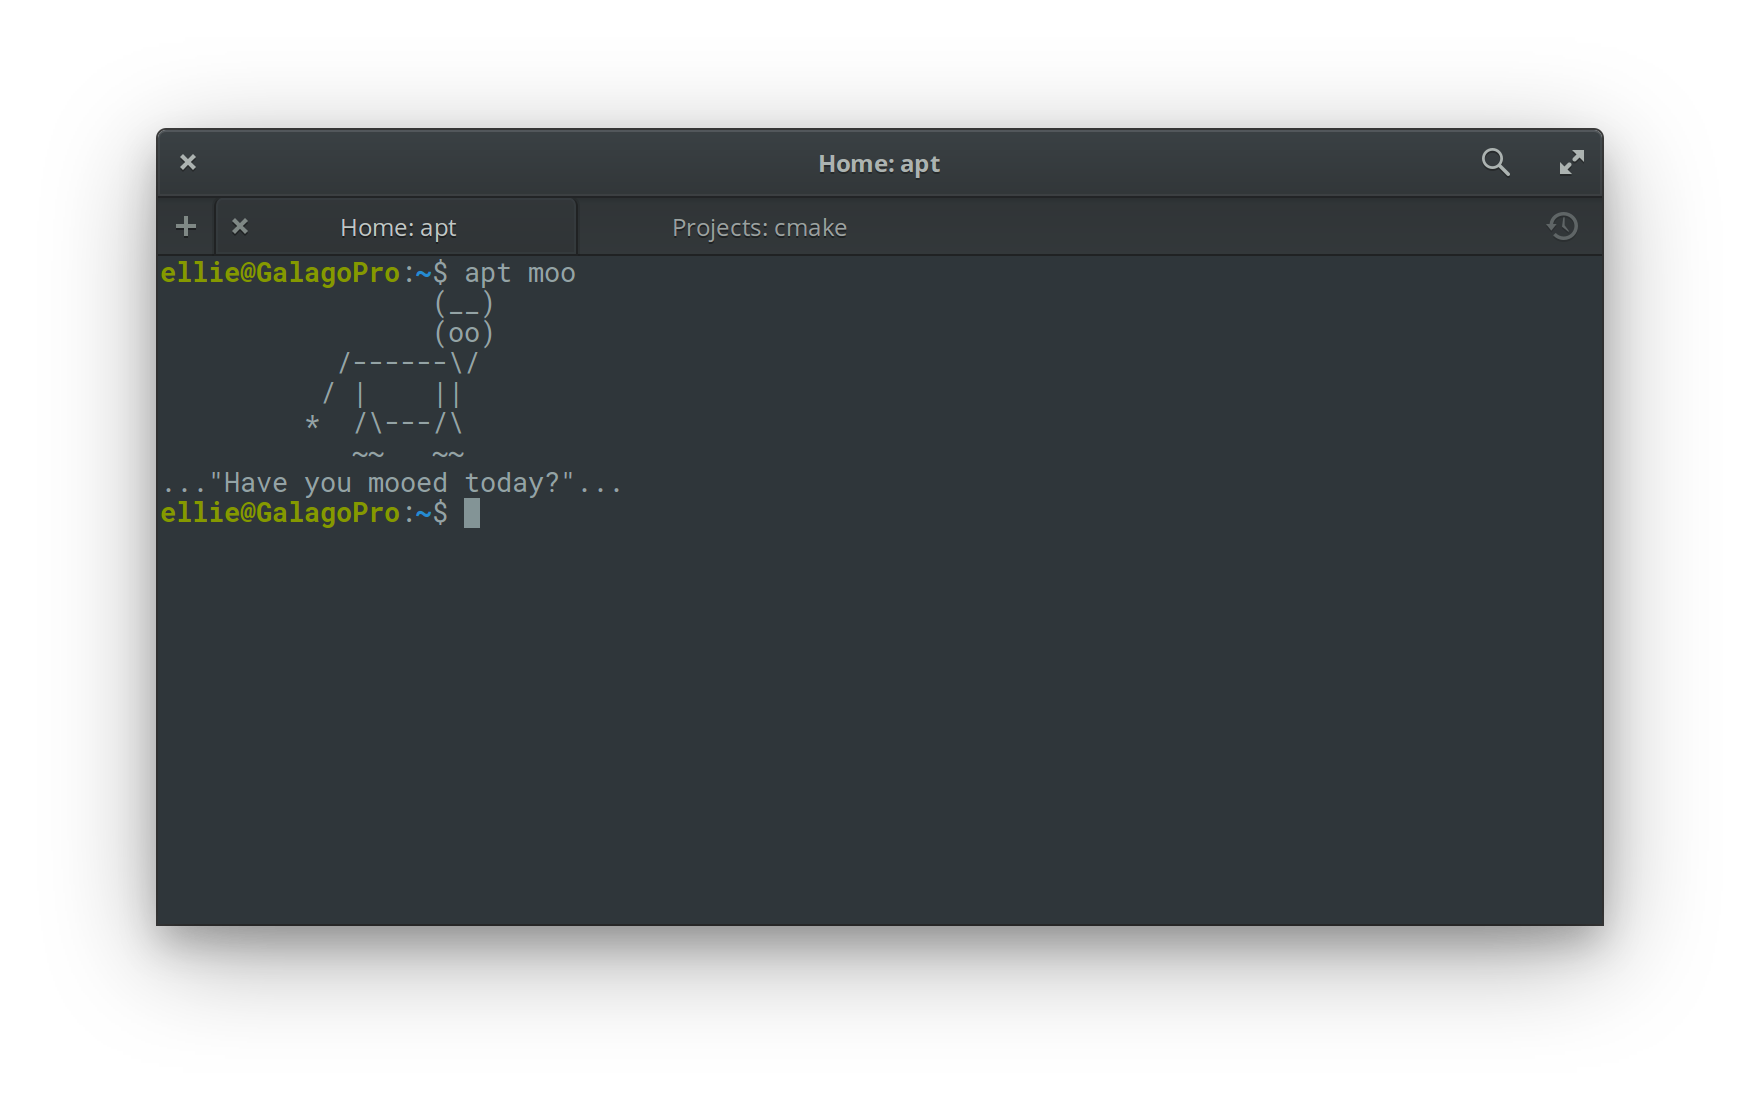 Home: apt
Home: apt Projects: cmake
ellie@GalagoPro:~$ apt moo
                 (__)
                 (oo)
           /------\/
          / |    ||
         *  /\---/\
            ~~   ~~
..."Have you mooed today?"...
ellie@GalagoPro:~$